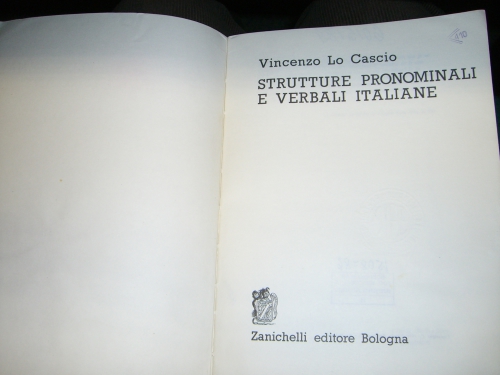 Vincenzo Lo Cascio
STRUTTURE PRONOMINALI
E VERBALI ITALIANE
Zanichelli editore Bologna